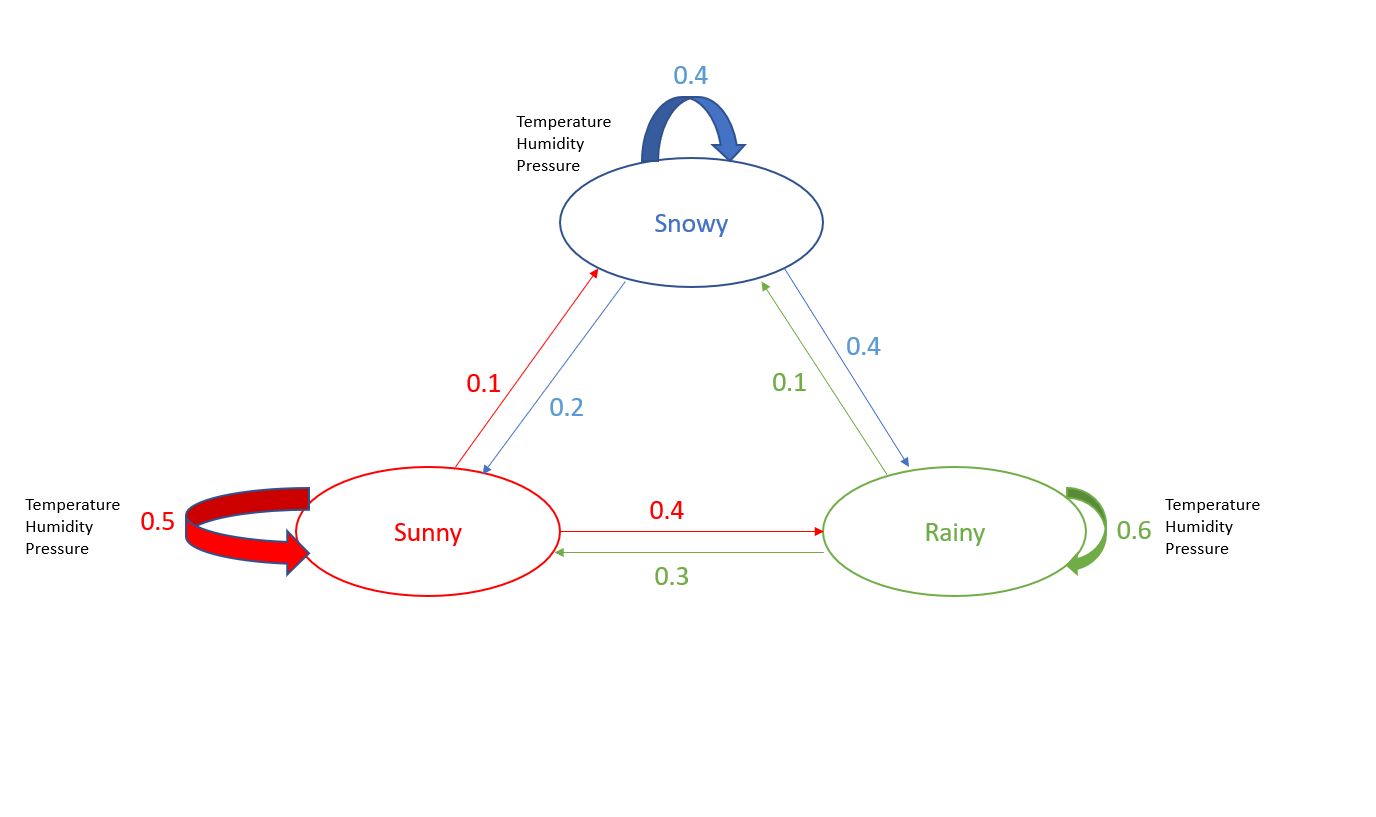 0.4
Temperature
Humidity
Pressure
Snowy
0.1
0.2
0.1
0.4
Temperature
Humidity
Pressure
0.5
Sunny
0.4
0.3
Rainy
0.6
Temperature
Humidity
Pressure